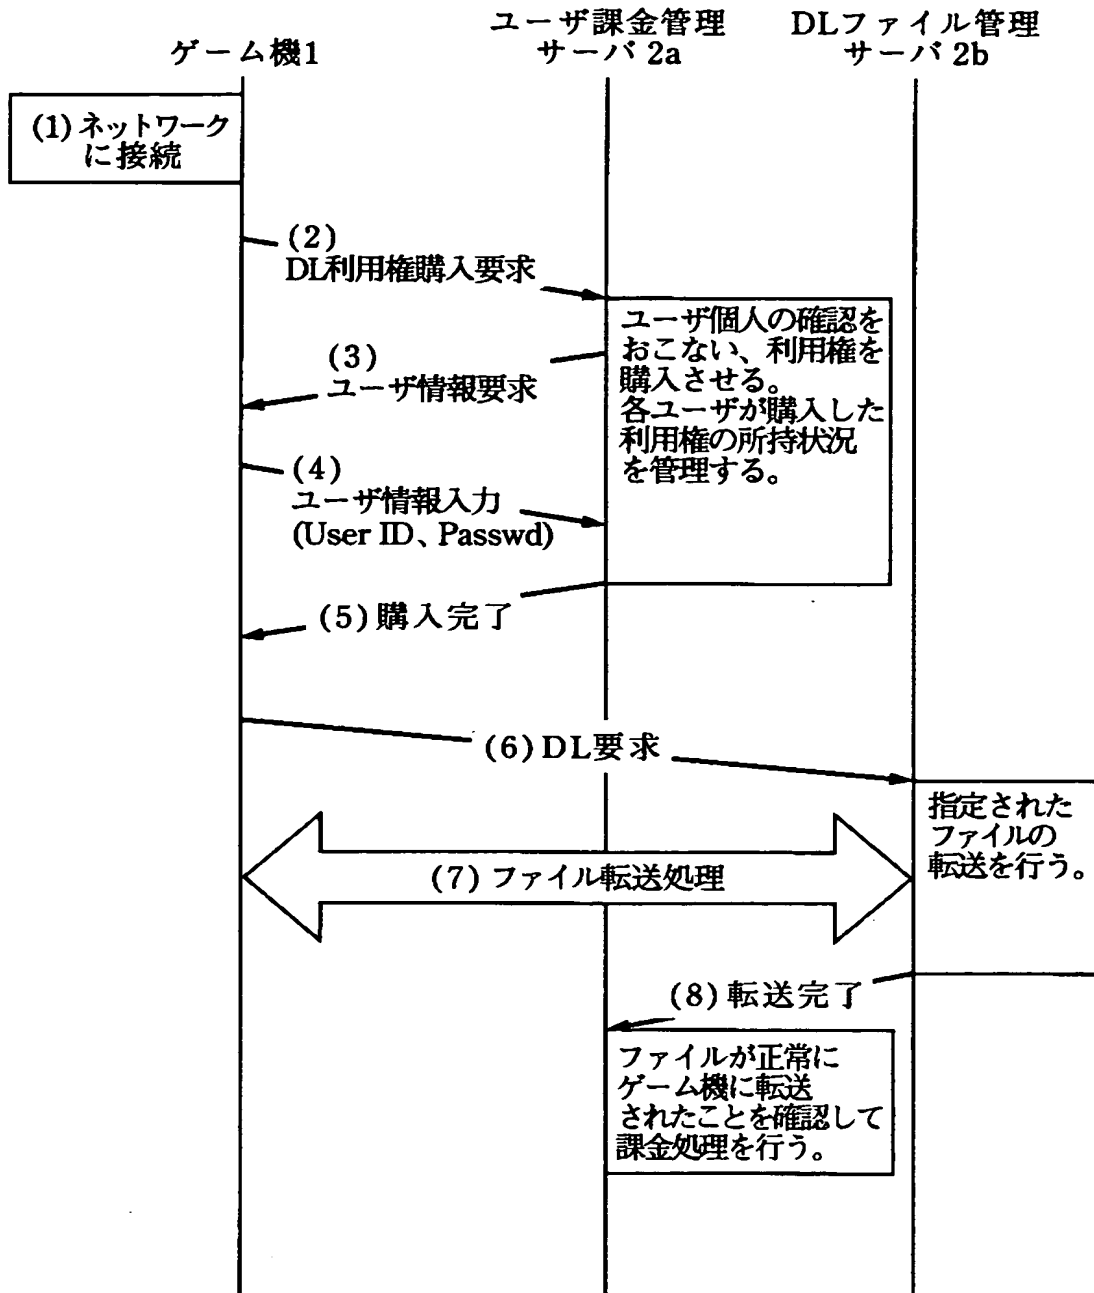 ゲーム機1
ユーザ課金管理
サーバ 2a
DLファイル管理
サーバ 2b
(1) ネットワーク
に接続
(2)
DL利用権購入要求
ユーザ個人の確認を
おこない、利用権を
購入させる。
各ユーザが購入した
利用権の所持状況
を管理する。
(3)
ユーザ情報要求
(4)
ユーザ情報入力
(User ID、Passwd)
(5) 購入完了
(6) DL要求
指定された
ファイルの
転送を行う。
(7) ファイル転送処理
(8) 転送完了
ファイルが正常に
ゲーム機に転送
されたことを確認して
課金処理を行う。